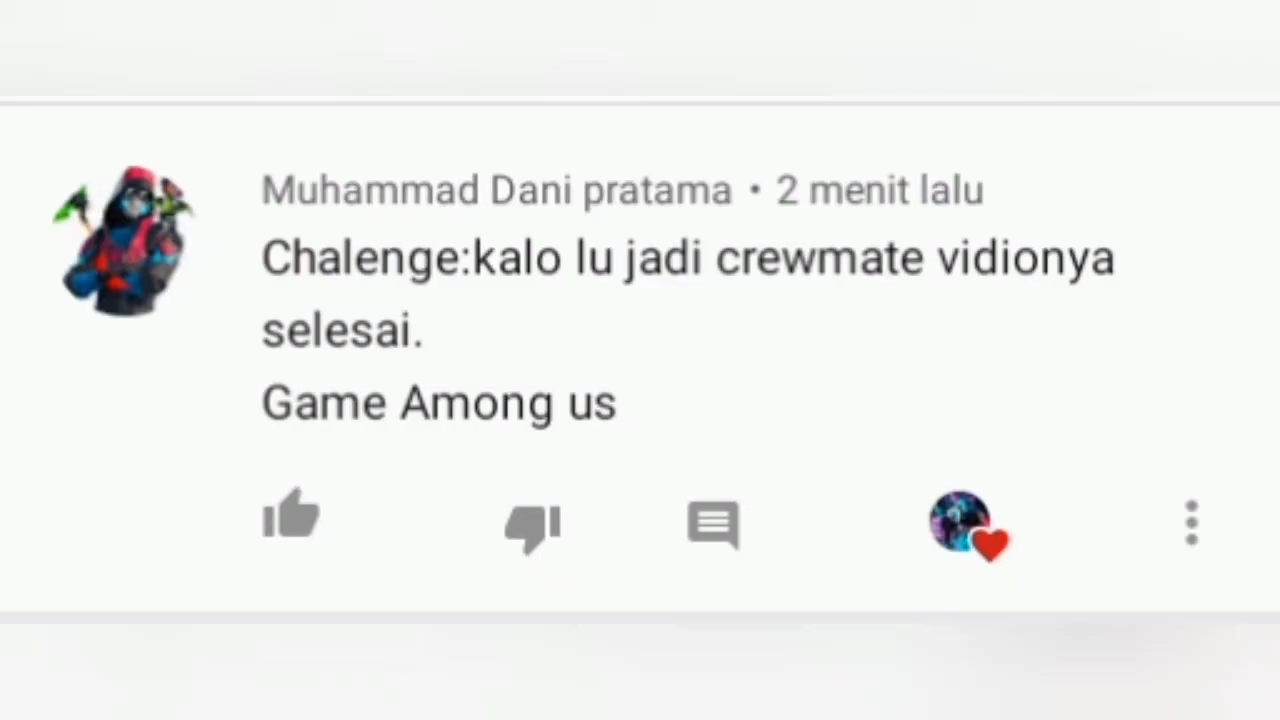 Muhammad Dani pratama • 2 menit lalu
Chalenge:kalo lu jadi crewmate vidionya
selesai.
Game Among us